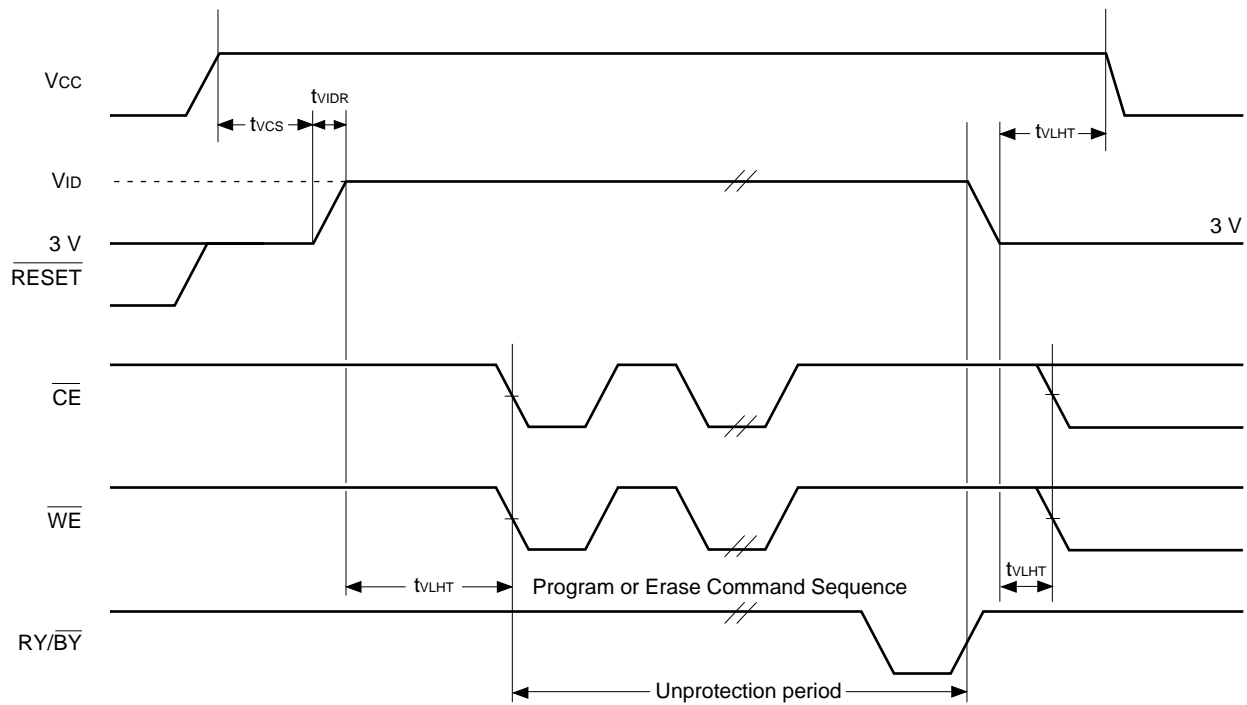 VCC
tVIDR
tVCS
tVLHT
VID
3 V
3 V
RESET
CE
WE
tVLHT
Program or Erase Command Sequence
tVLHT
RY/BY
Unprotection period